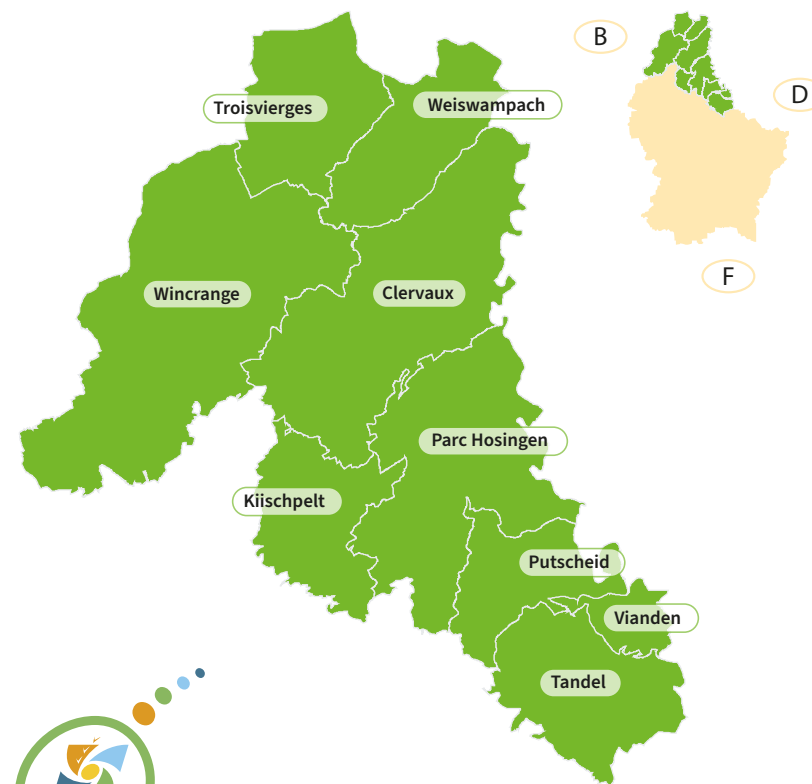 B
D
F
Troisvierges
Weiswampach
Wincrange
Clervaux
Parc Hosingen
Kiischpelt
Putscheid
Vianden
Tandel